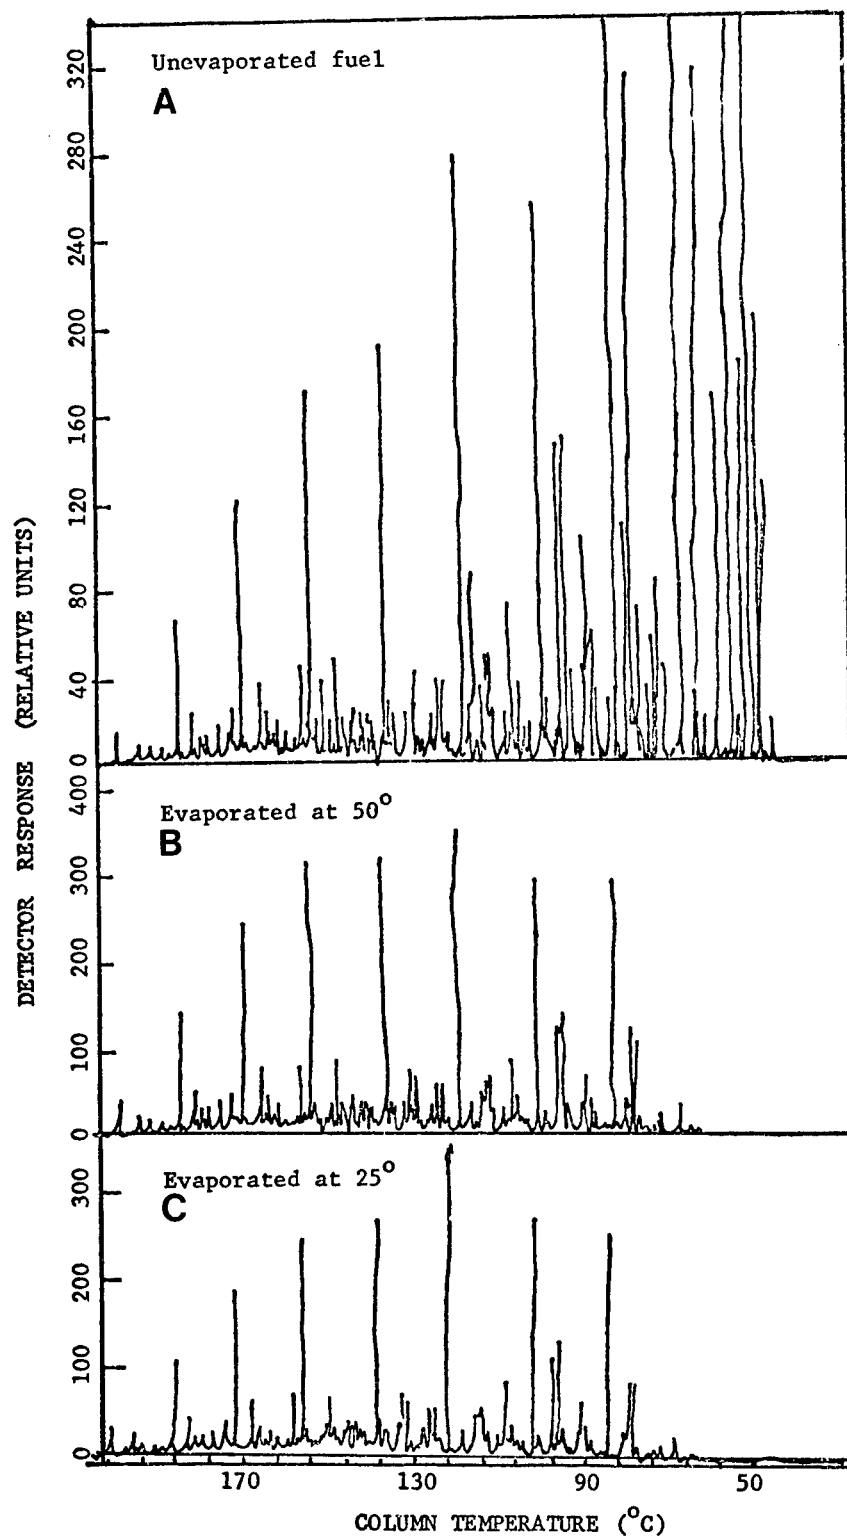 Unevaporated fuel
A
320
280
240
200
160
120
80
40
0
Evaporated at 50°
B
400
300
200
100
0
Evaporated at 25°
C
300
200
100
0
170 130 90 50
COLUMN TEMPERATURE (°C)
DETECTOR RESPONSE (RELATIVE UNITS)